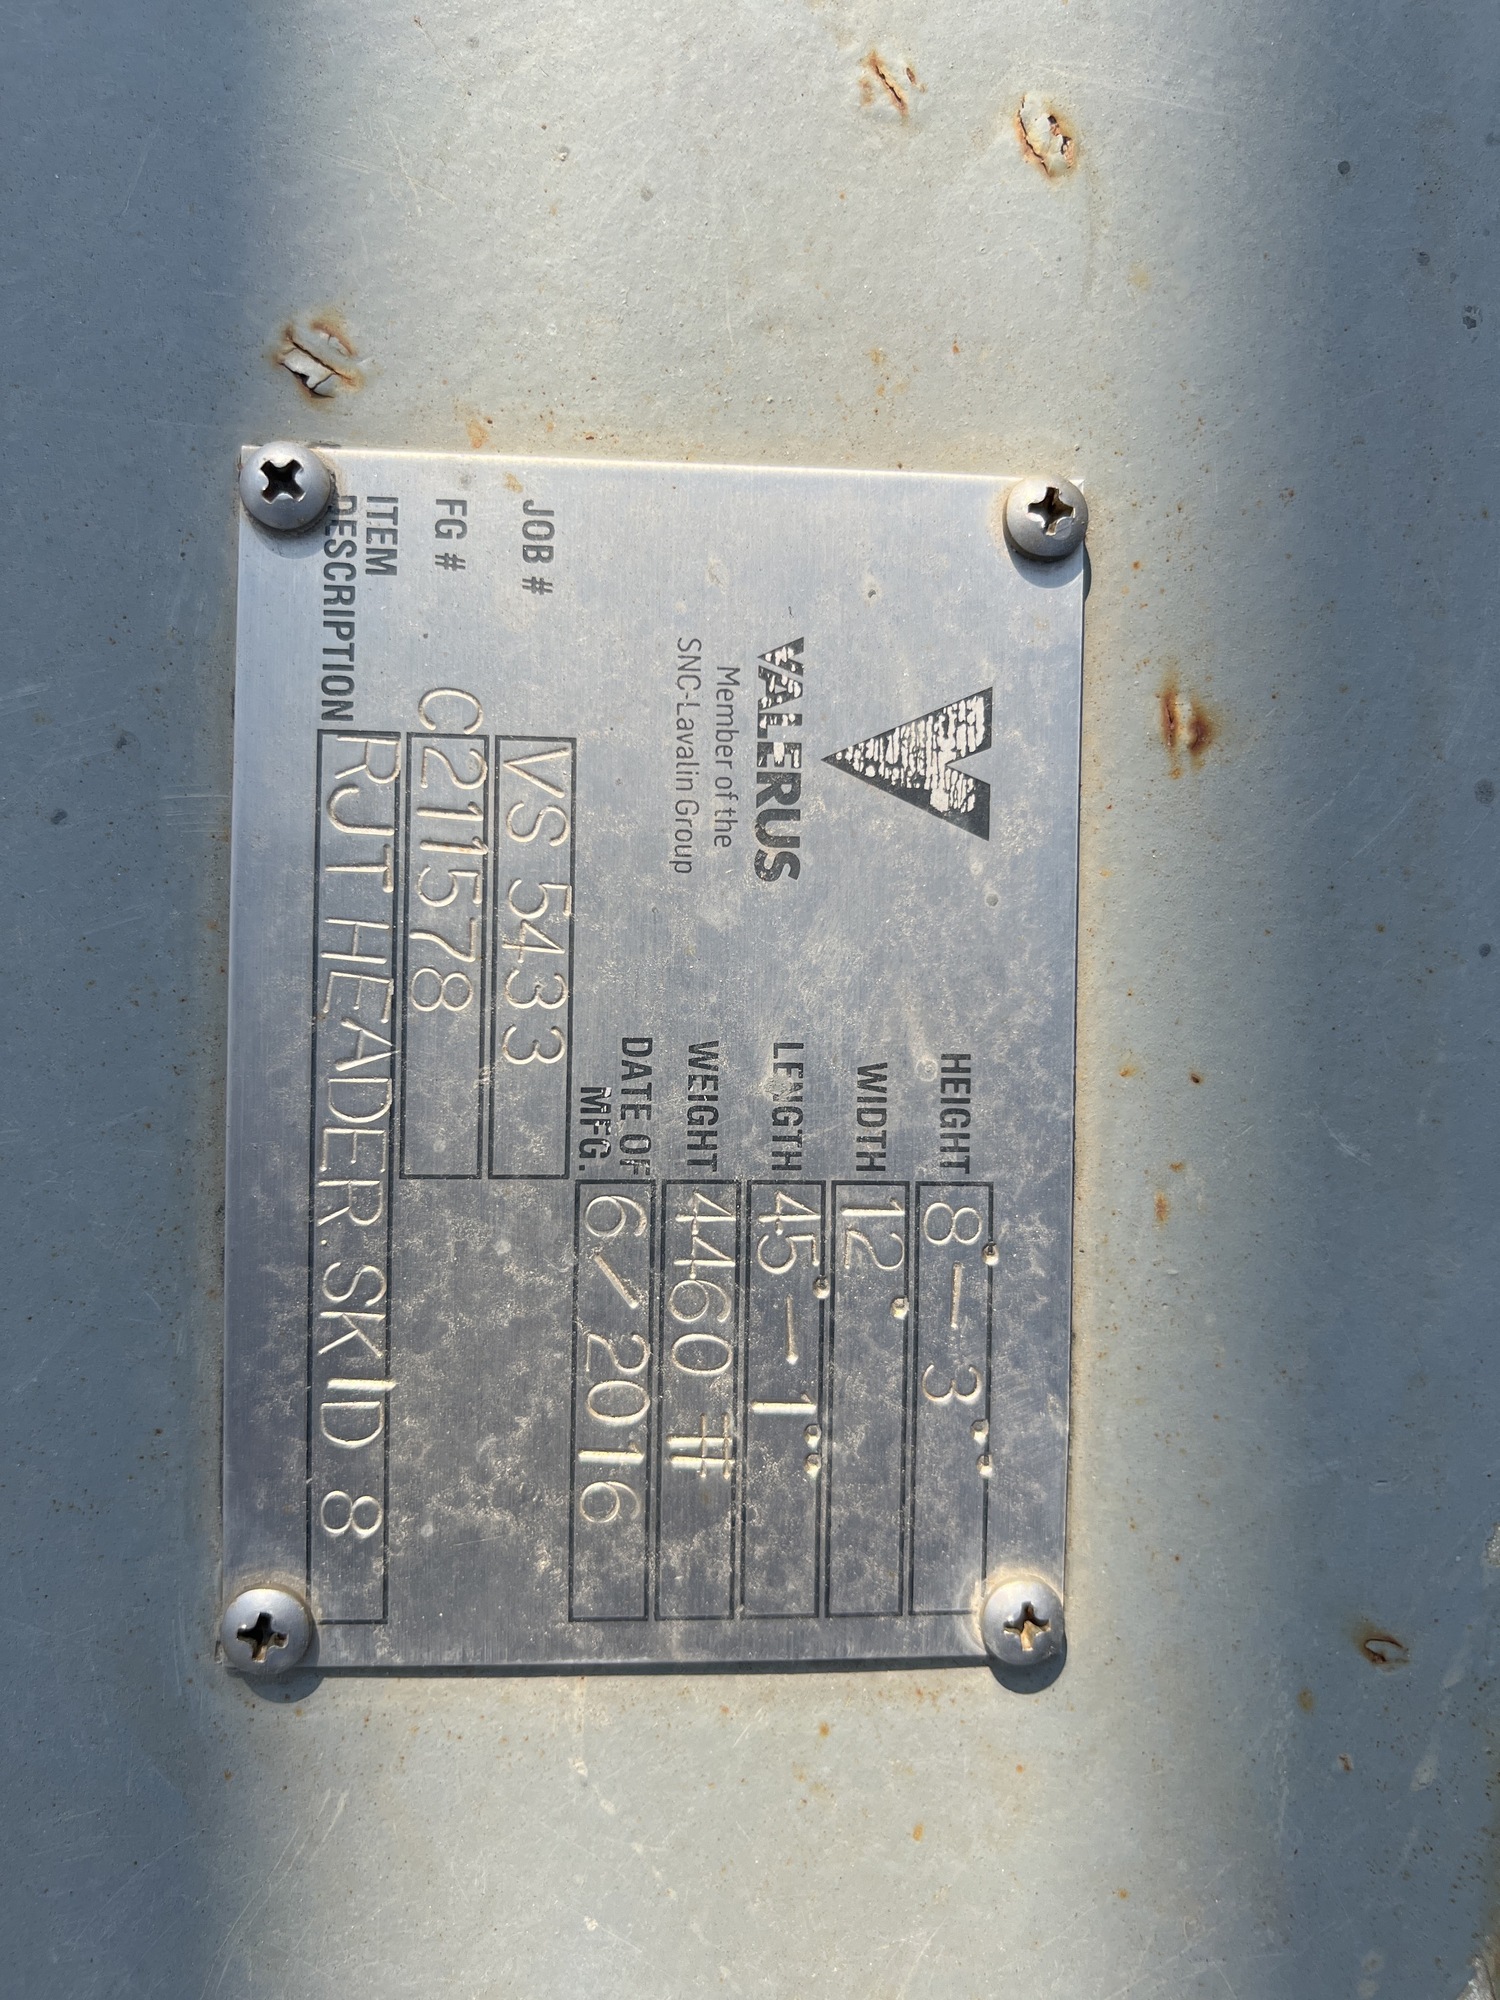 VALERUS
Member of the
SNC-Lavalin Group
HEIGHT 8'-3"
WIDTH 12'
LENGTH 45'-1"
WEIGHT 4460 #
DATE OF
MFG. 6/2016
JOB # VS 5433
FG # C211578
ITEM
DESCRIPTION RJT HEADER. SKID 8